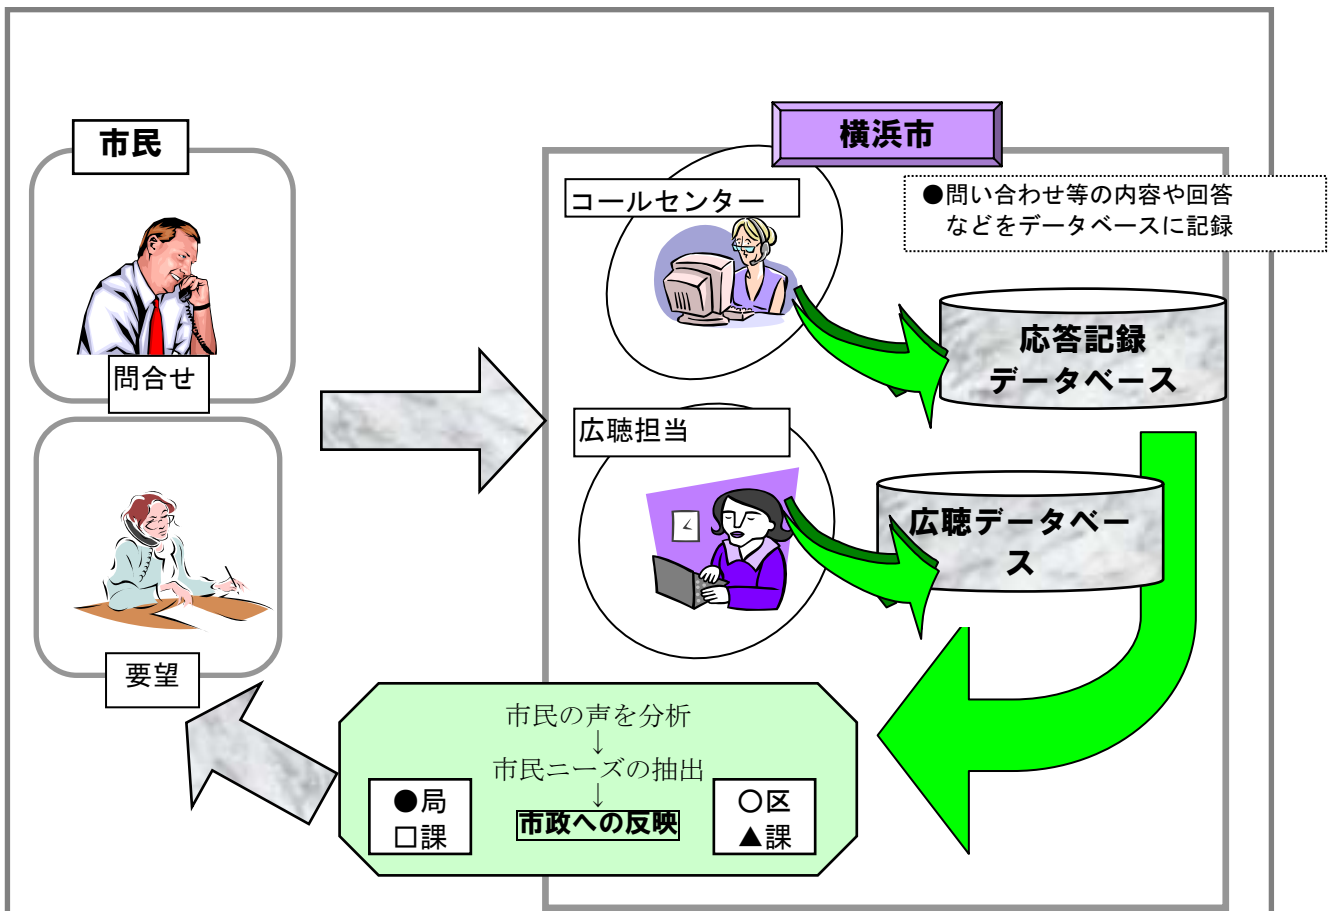 市民
問合せ
要望
横浜市
コールセンター
●問い合わせ等の内容や回答
などをデータベースに記録
応答記録
データベース
広聴担当
広聴データベー
ス
市民の声を分析
↓
市民ニーズの抽出
↓
市政への反映
●局
□課
○区
▲課